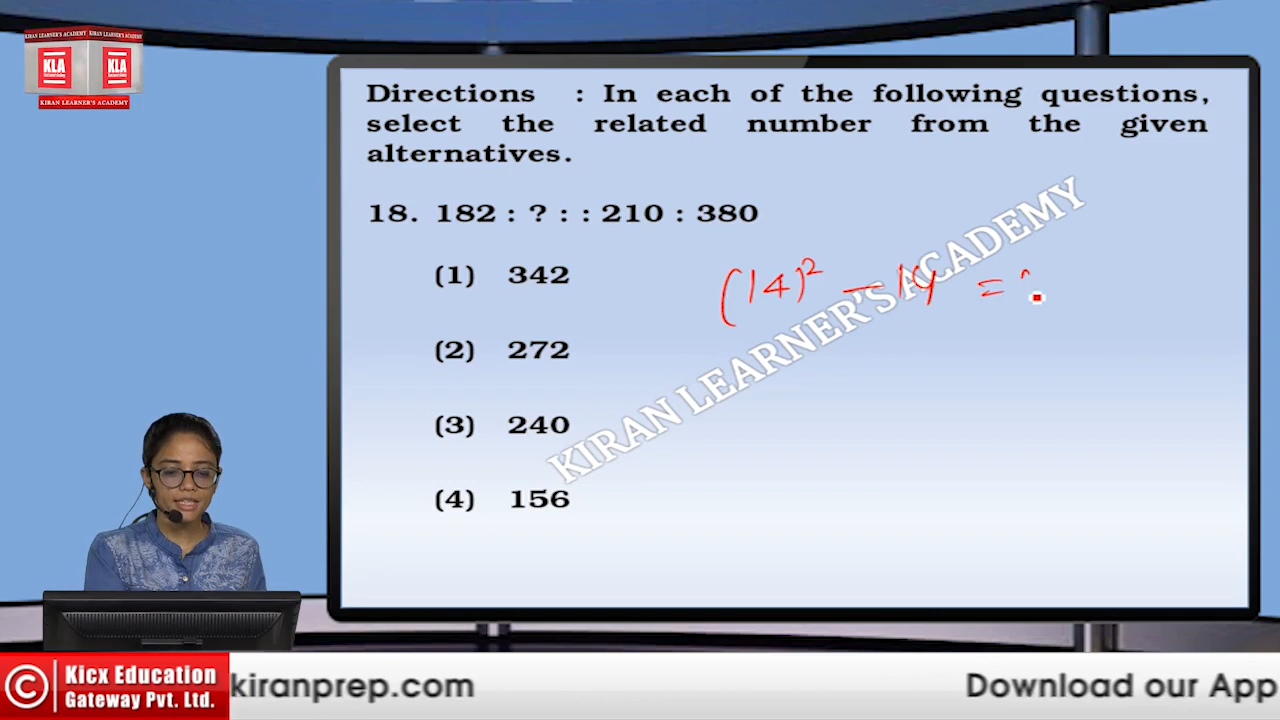 KIRAN LEARNER'S ACADEMY KIRAN LEARNER'S ACADEMY
KLA KLA
KIRAN LEARNER'S ACADEMY
Directions : In each of the following questions,
select the related number from the given
alternatives.
18. 182 : ? : : 210 : 380
(1) 342
(14)² - 14 =
(2) 272
(3) 240
(4) 156
KIRAN LEARNER'S ACADEMY
© Kicx Education
Gateway Pvt. Ltd.
kiranprep.com
Download our App